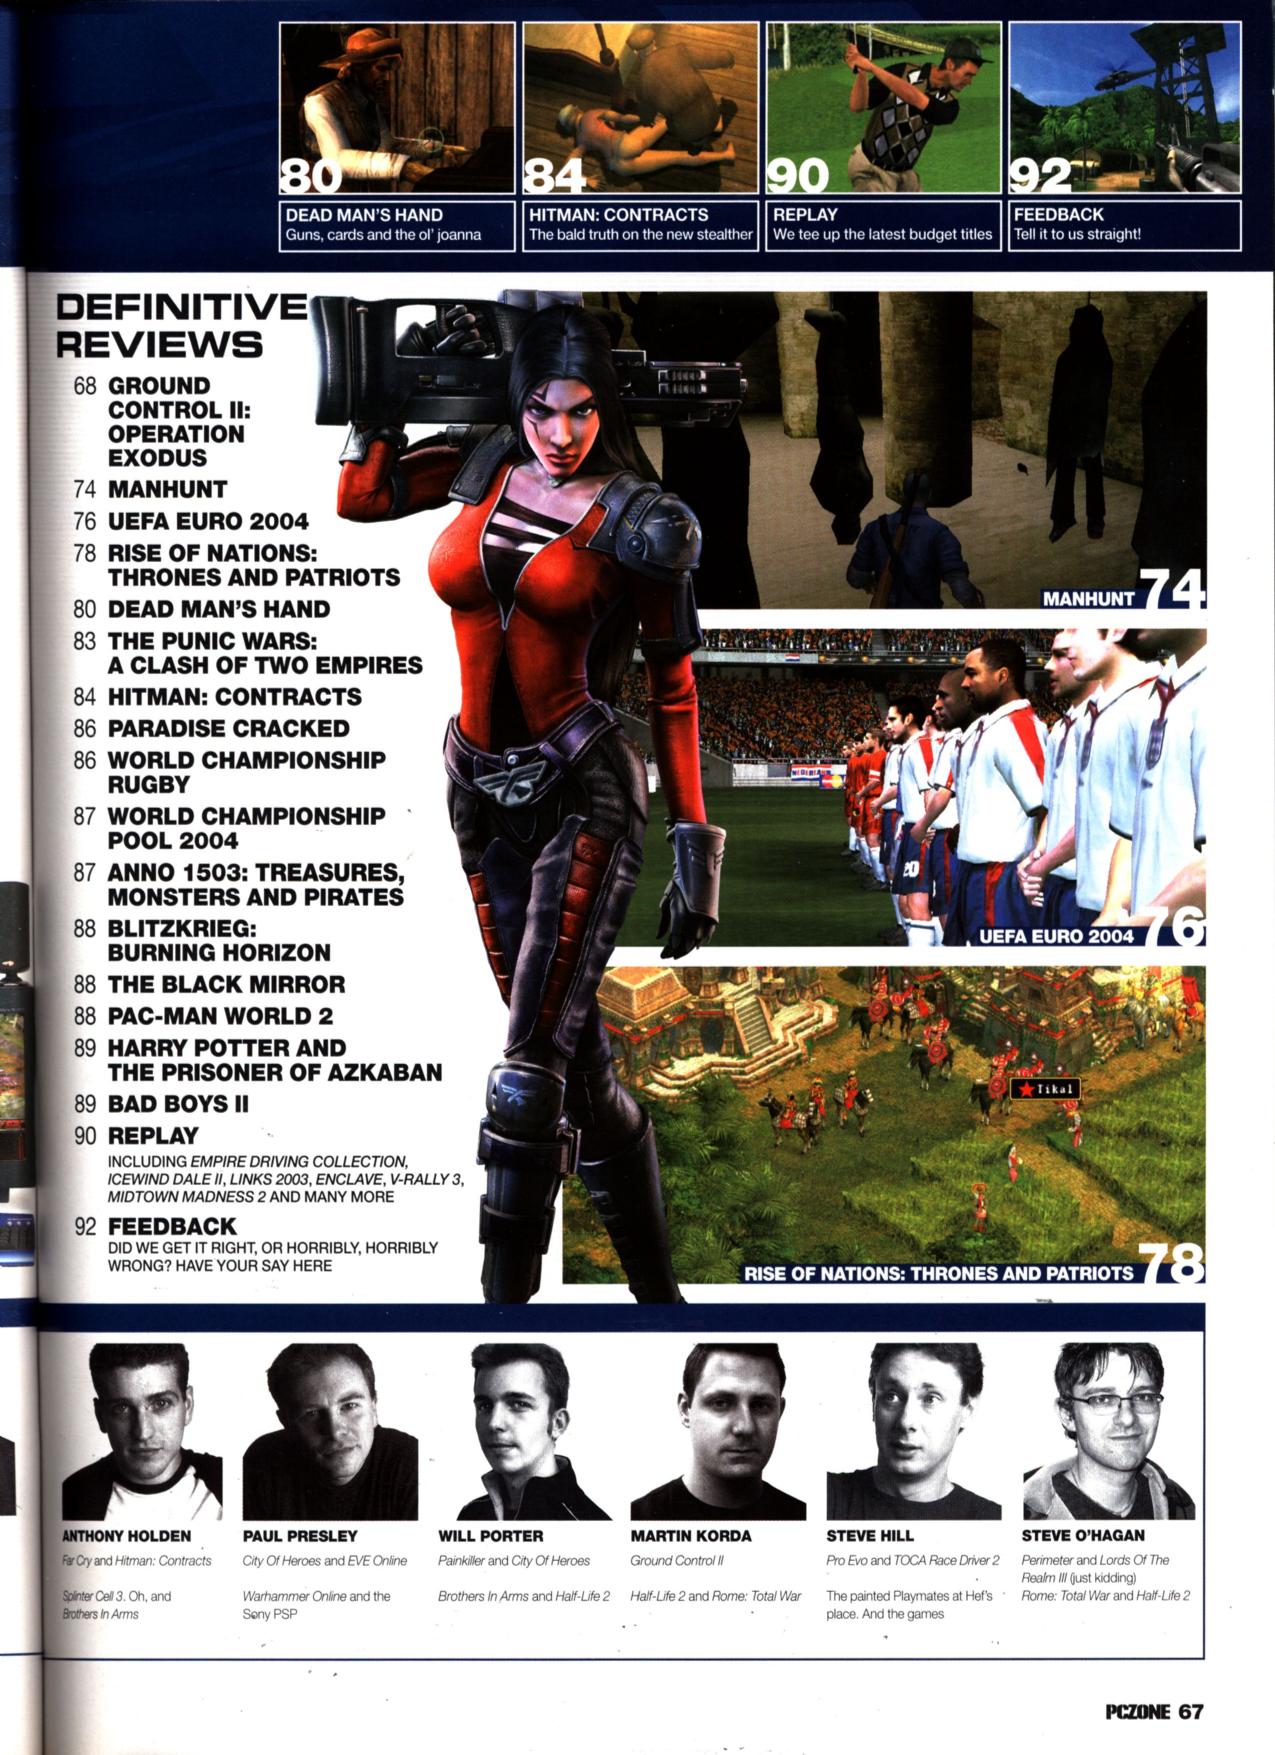 80
84
90
92
DEAD MAN'S HAND
Guns, cards and the ol' joanna
HITMAN: CONTRACTS
The bald truth on the new stealther
REPLAY
We tee up the latest budget titles
FEEDBACK
Tell it to us straight!
DEFINITIVE
REVIEWS
68 GROUND
CONTROL II:
OPERATION
EXODUS
74 MANHUNT
76 UEFA EURO 2004
78 RISE OF NATIONS:
THRONES AND PATRIOTS
80 DEAD MAN'S HAND
83 THE PUNIC WARS:
A CLASH OF TWO EMPIRES
84 HITMAN: CONTRACTS
86 PARADISE CRACKED
86 WORLD CHAMPIONSHIP
RUGBY
87 WORLD CHAMPIONSHIP
POOL 2004
87 ANNO 1503: TREASURES,
MONSTERS AND PIRATES
88 BLITZKRIEG:
BURNING HORIZON
88 THE BLACK MIRROR
88 PAC-MAN WORLD 2
89 HARRY POTTER AND
THE PRISONER OF AZKABAN
89 BAD BOYS II
90 REPLAY
INCLUDING EMPIRE DRIVING COLLECTION,
ICEWIND DALE II, LINKS 2003, ENCLAVE, V-RALLY 3,
MIDTOWN MADNESS 2 AND MANY MORE
92 FEEDBACK
DID WE GET IT RIGHT, OR HORRIBLY, HORRIBLY
WRONG? HAVE YOUR SAY HERE
MANHUNT 74
NEDERLAND
20
UEFA EURO 2004 76
Tikal
RISE OF NATIONS: THRONES AND PATRIOTS 78
ANTHONY HOLDEN
Far Cry and Hitman: Contracts
Splinter Cell 3. Oh, and
Brothers In Arms
PAUL PRESLEY
City Of Heroes and EVE Online
Warhammer Online and the
Sony PSP
WILL PORTER
Painkiller and City Of Heroes
Brothers In Arms and Half-Life 2
MARTIN KORDA
Ground Control II
Half-Life 2 and Rome: Total War
STEVE HILL
Pro Evo and TOCA Race Driver 2
The painted Playmates at Hef's
place. And the games
STEVE O'HAGAN
Perimeter and Lords Of The
Realm III (just kidding)
Rome: Total War and Half-Life 2
PCZONE 67